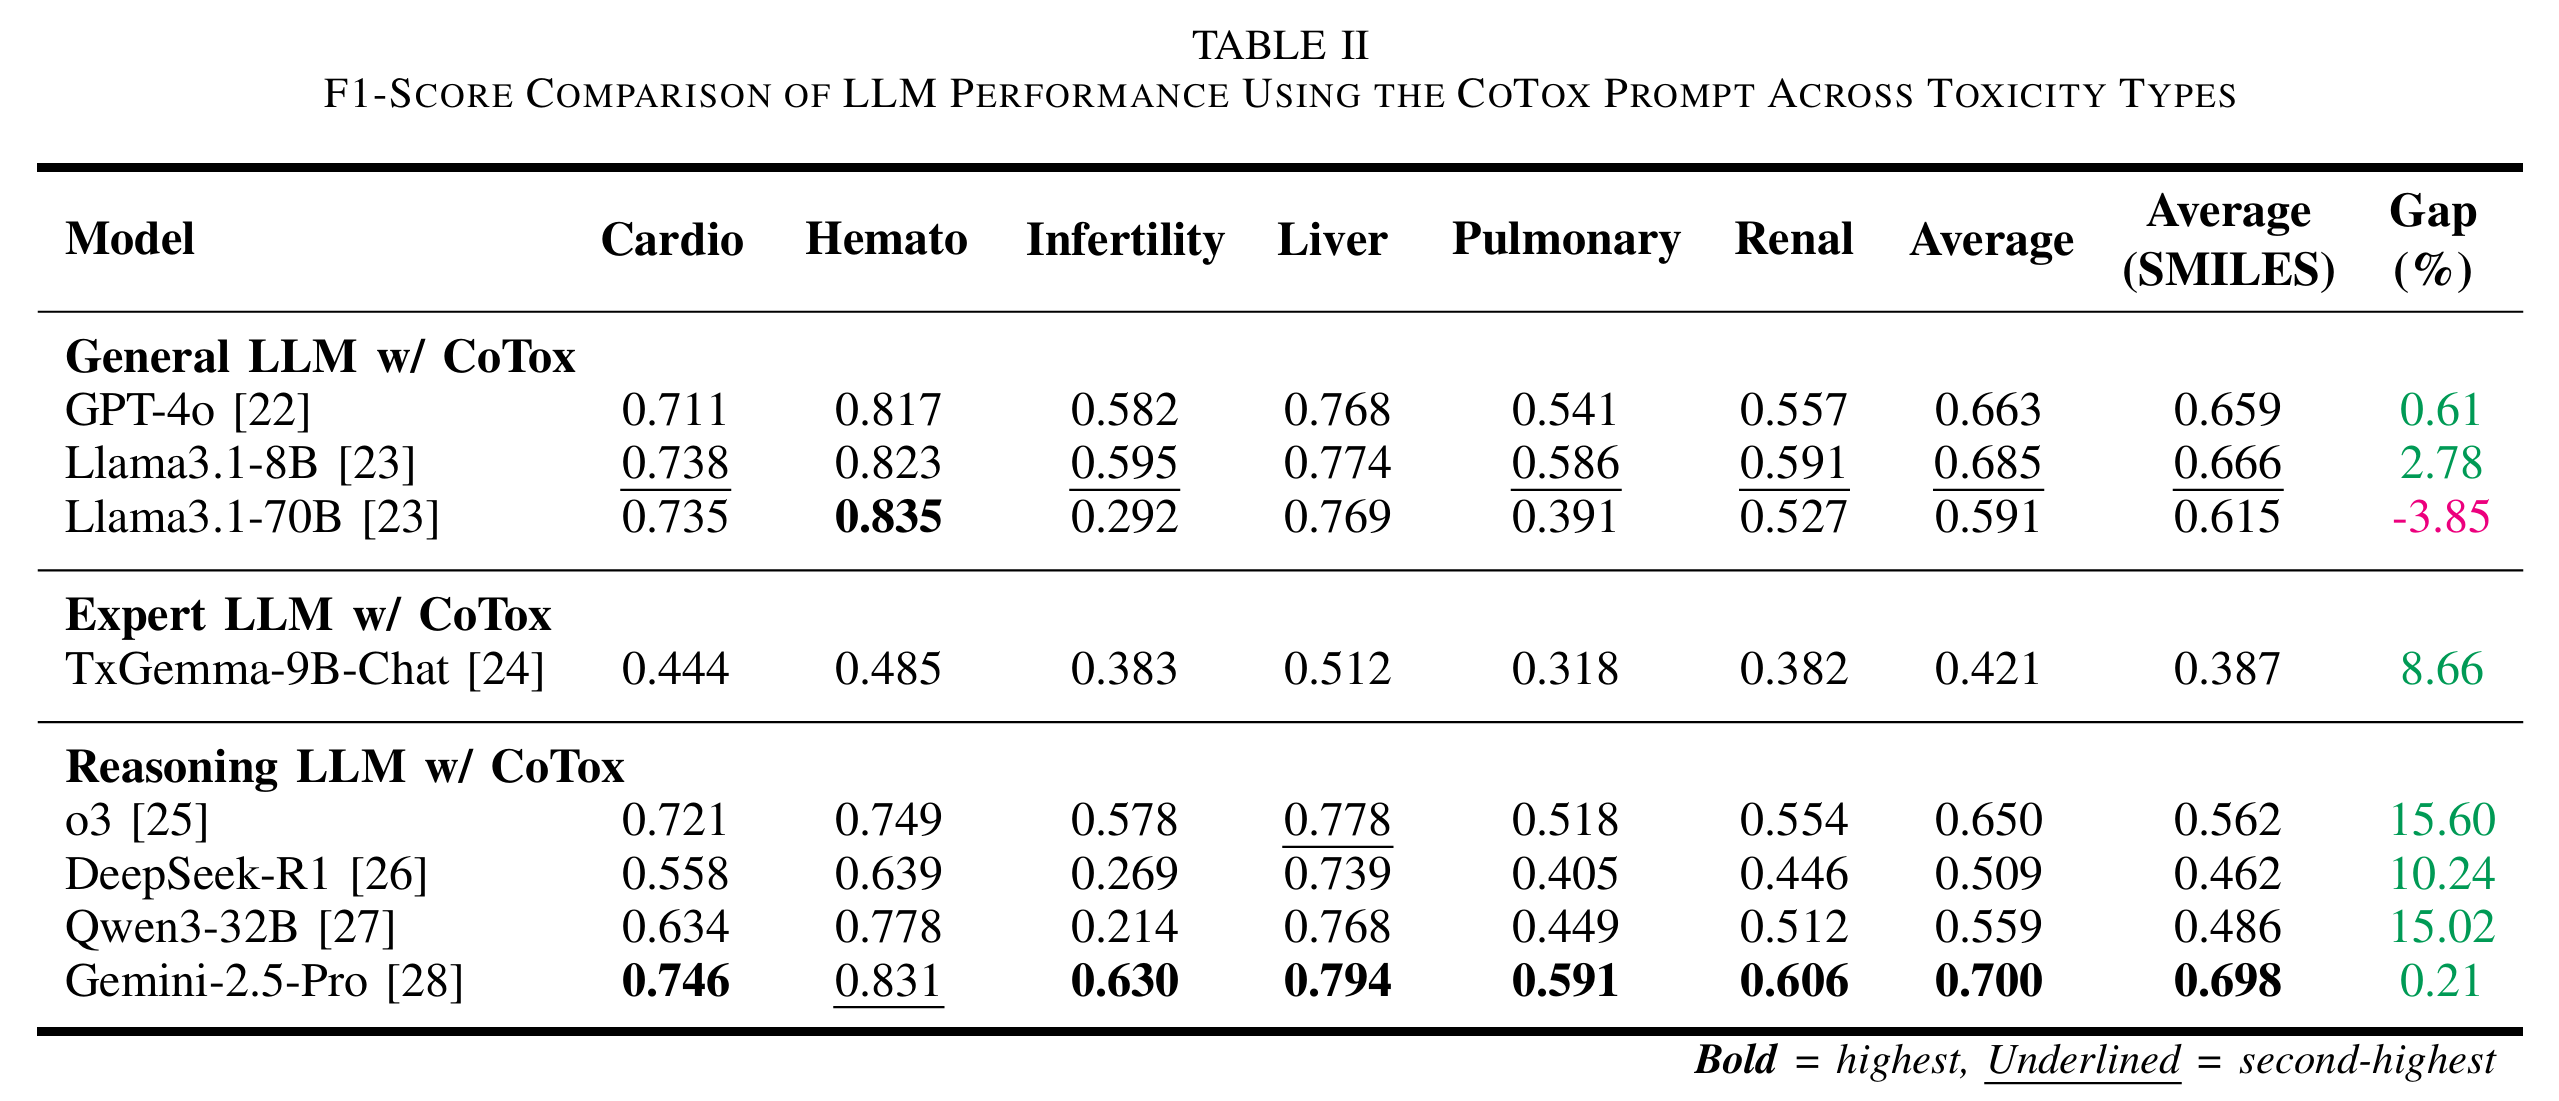 TABLE II
F1-SCORE COMPARISON OF LLM PERFORMANCE USING THE COTOX PROMPT ACROSS TOXICITY TYPES
Model Cardio Hemato Infertility Liver Pulmonary Renal Average Average (SMILES) Gap (%)
General LLM w/ CoTox
GPT-4o [22] 0.711 0.817 0.582 0.768 0.541 0.557 0.663 0.659 0.61
Llama3.1-8B [23] 0.738 0.823 0.595 0.774 0.586 0.591 0.685 0.666 2.78
Llama3.1-70B [23] 0.735 0.835 0.292 0.769 0.391 0.527 0.591 0.615 -3.85
Expert LLM w/ CoTox
TxGemma-9B-Chat [24] 0.444 0.485 0.383 0.512 0.318 0.382 0.421 0.387 8.66
Reasoning LLM w/ CoTox
o3 [25] 0.721 0.749 0.578 0.778 0.518 0.554 0.650 0.562 15.60
DeepSeek-R1 [26] 0.558 0.639 0.269 0.739 0.405 0.446 0.509 0.462 10.24
Qwen3-32B [27] 0.634 0.778 0.214 0.768 0.449 0.512 0.559 0.486 15.02
Gemini-2.5-Pro [28] 0.746 0.831 0.630 0.794 0.591 0.606 0.700 0.698 0.21
Bold = highest, Underlined = second-highest